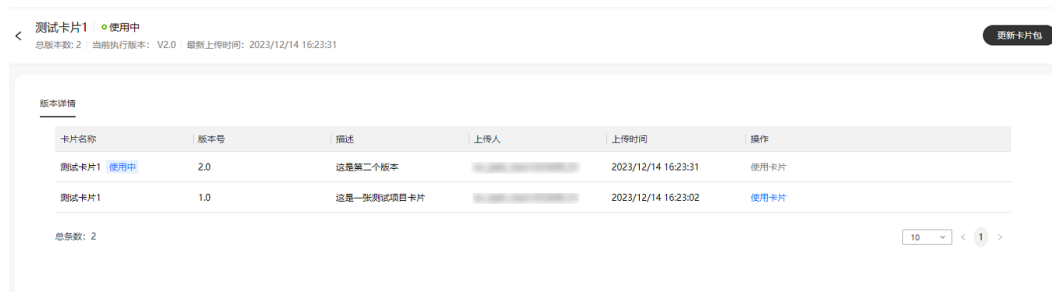 测试卡片1 使用中
总版本数: 2 当前执行版本: V2.0 最新上传时间: 2023/12/14 16:23:31
更新卡片包
版本详情
卡片名称 版本号 描述 上传人 上传时间 操作
测试卡片1 使用中 2.0 这是第二个版本 2023/12/14 16:23:31 使用卡片
测试卡片1 1.0 这是一张测试项目卡片 2023/12/14 16:23:02 使用卡片
总条数: 2 10 < 1 >